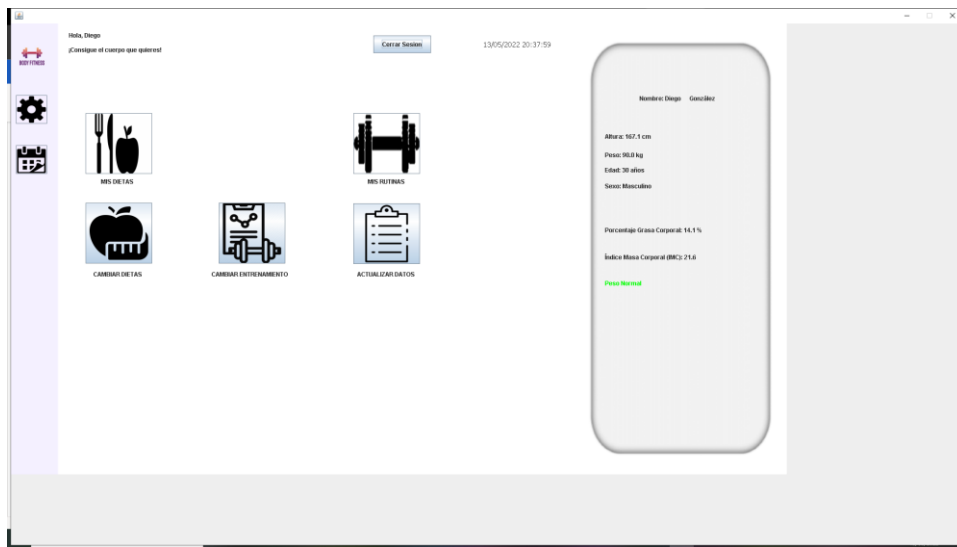 Hola, Diego
¡Consigue el cuerpo que quieres!
Cerrar Sesion
13/05/2022 20:37:59
BODY FITNESS
MIS DIETAS
MIS RUTINAS
CAMBIAR DIETAS
CAMBIAR ENTRENAMIENTO
ACTUALIZAR DATOS
Nombre: Diego González
Altura: 167.1 cm
Peso: 90.0 kg
Edad: 30 años
Sexo: Masculino
Porcentaje Grasa Corporal: 14.1 %
Índice Masa Corporal (IMC): 21.6
Peso Normal